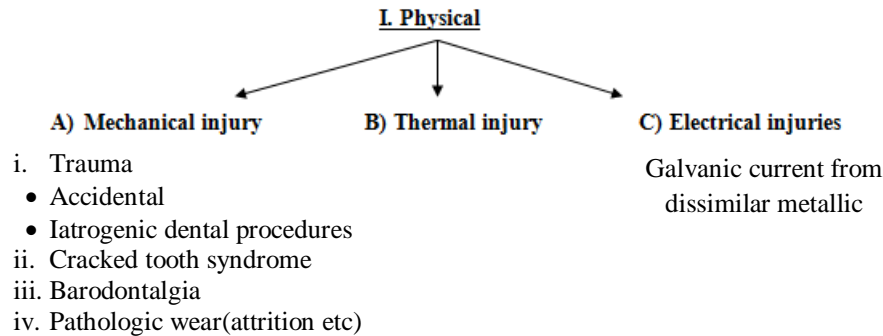 I. Physical
A) Mechanical injury
B) Thermal injury
C) Electrical injuries
i. Trauma
• Accidental
• Iatrogenic dental procedures
ii. Cracked tooth syndrome
iii. Barodontalgia
iv. Pathologic wear(attrition etc)
Galvanic current from
dissimilar metallic